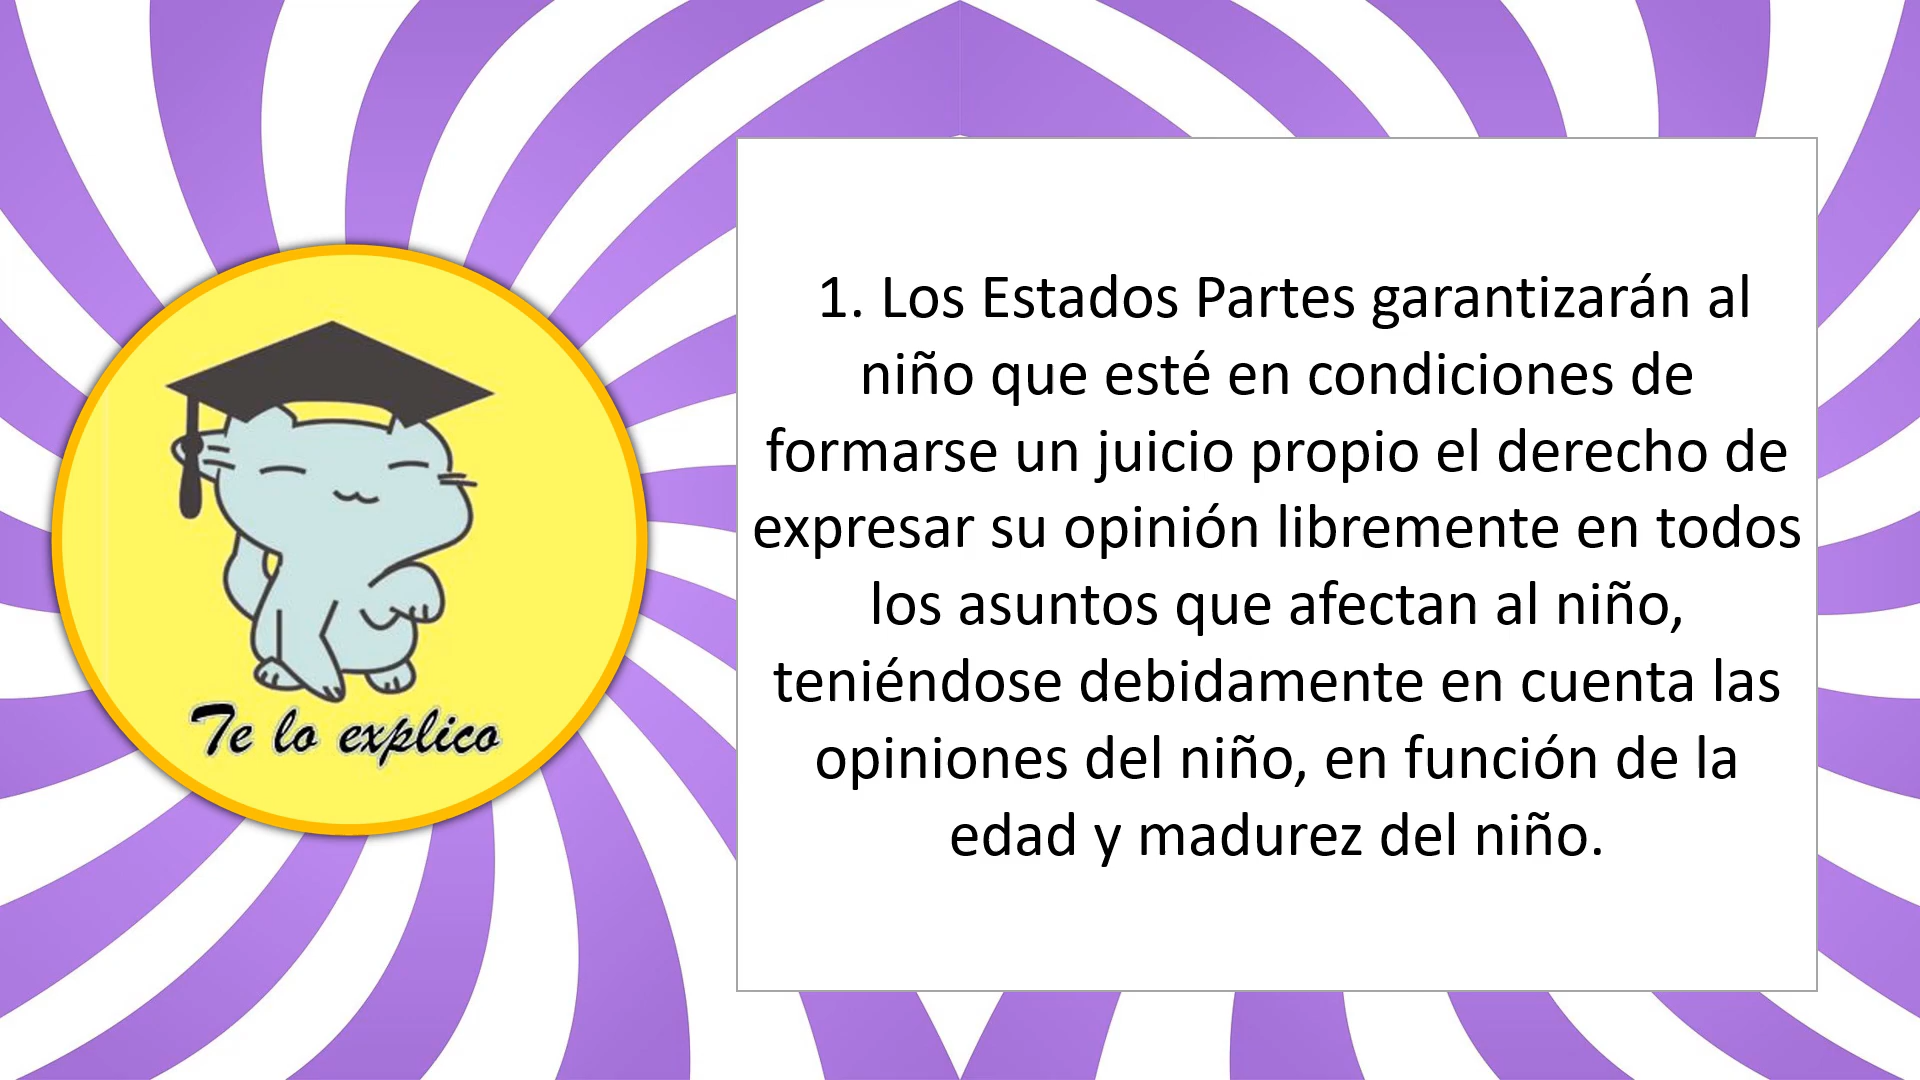 Te lo explico
1. Los Estados Partes garantizarán al
niño que esté en condiciones de
formarse un juicio propio el derecho de
expresar su opinión libremente en todos
los asuntos que afectan al niño,
teniéndose debidamente en cuenta las
opiniones del niño, en función de la
edad y madurez del niño.